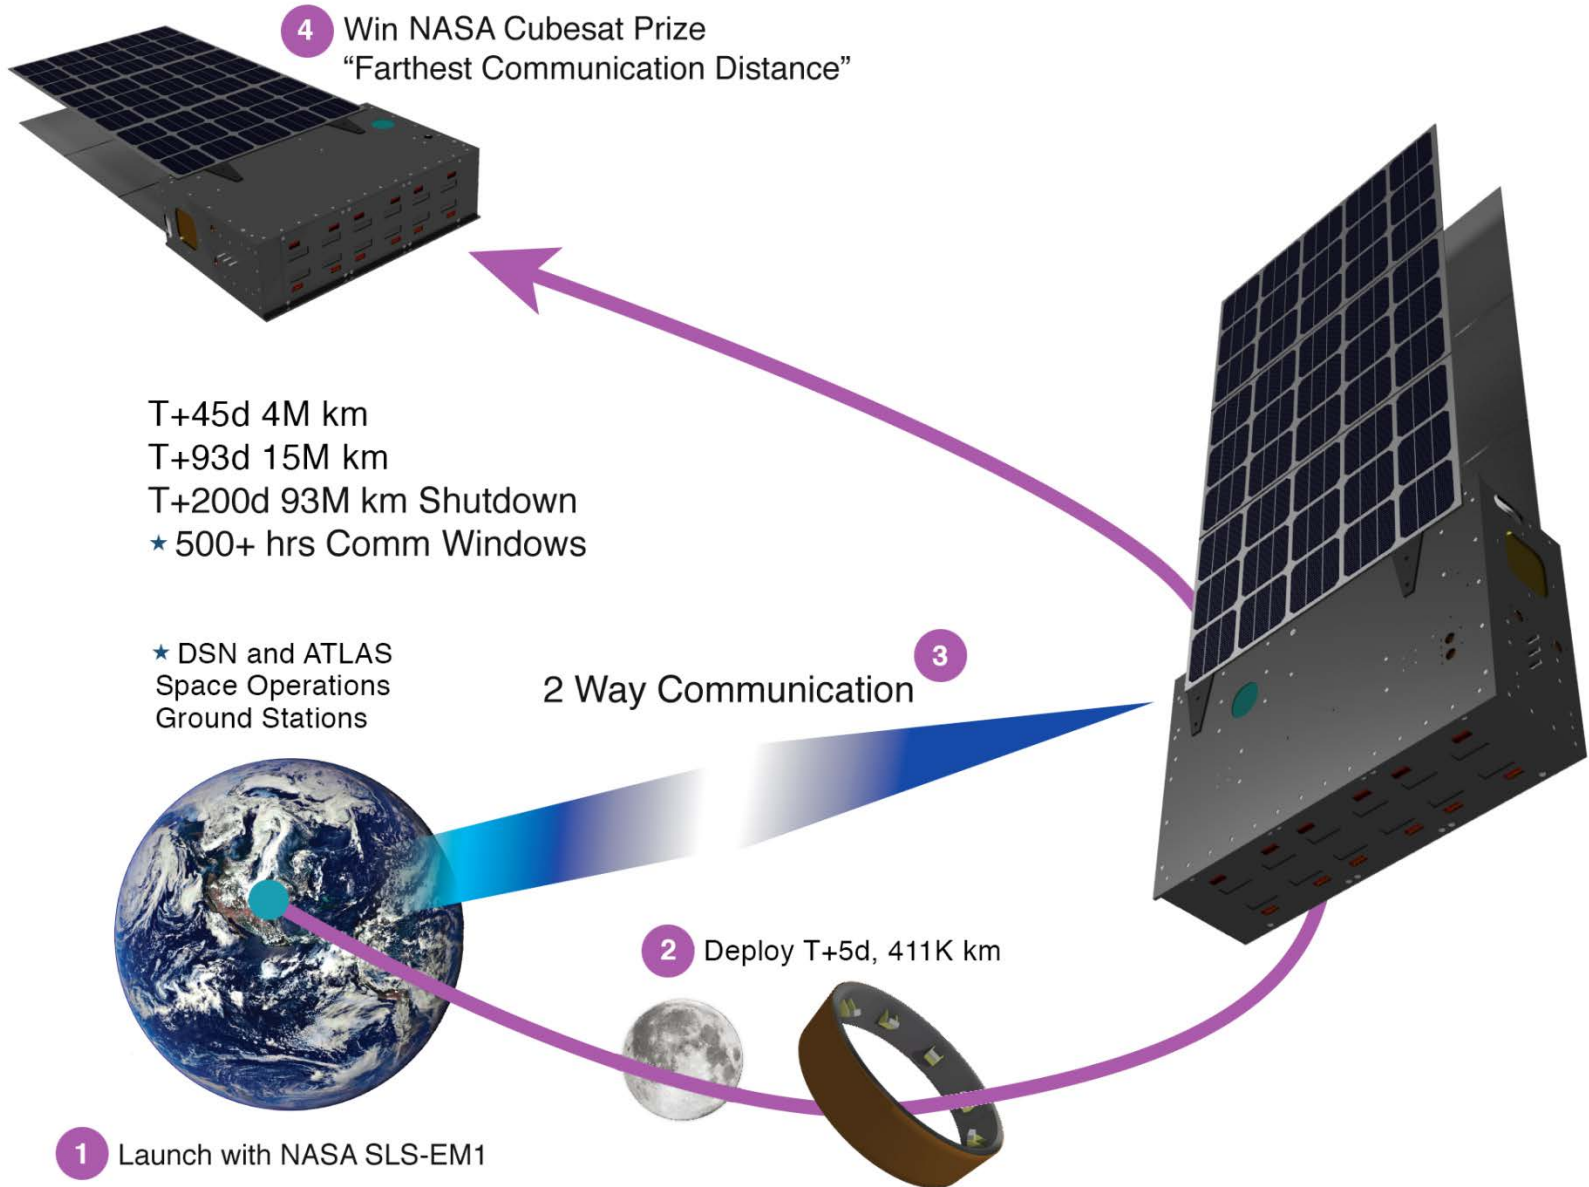 4 Win NASA Cubesat Prize
“Farthest Communication Distance”
T+45d 4M km
T+93d 15M km
T+200d 93M km Shutdown
★ 500+ hrs Comm Windows
★ DSN and ATLAS
Space Operations
Ground Stations
2 Way Communication 3
2 Deploy T+5d, 411K km
1 Launch with NASA SLS-EM1